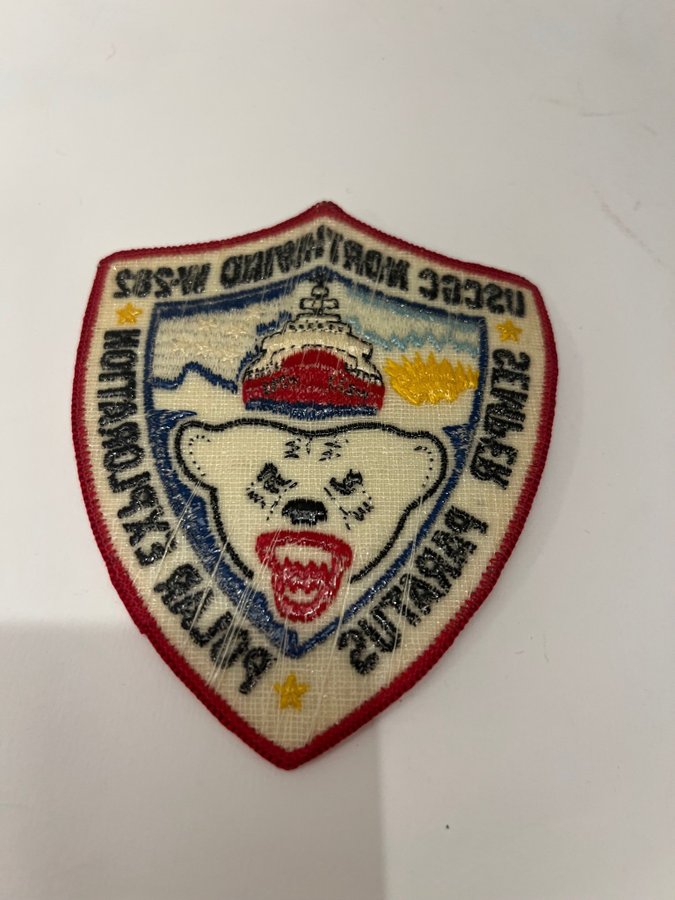 USCGC NORTHWIND W-282
SEMPER PARATUS
POLAR EXPLORATION